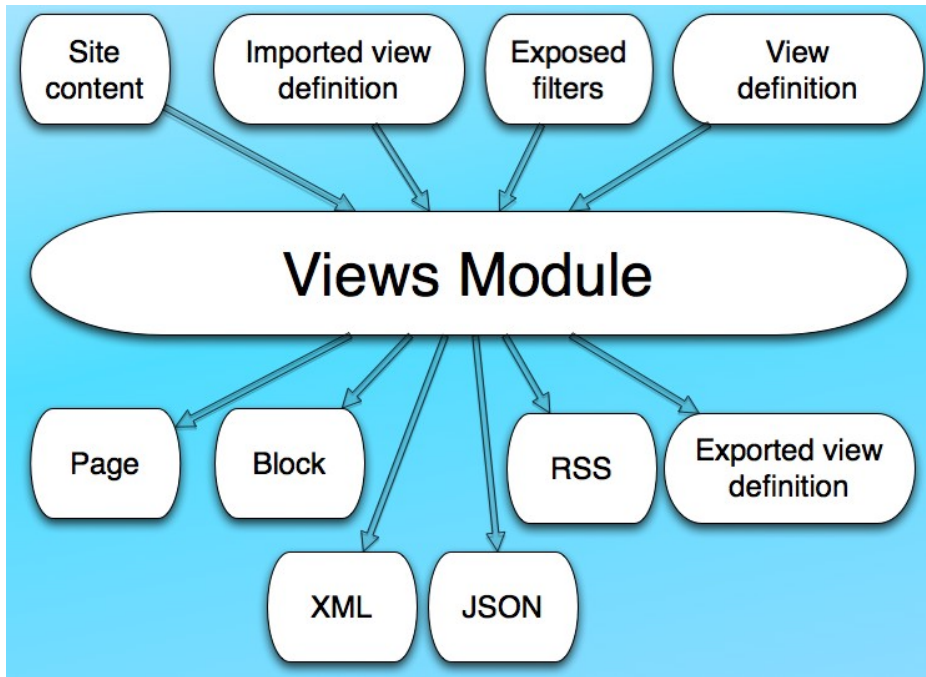 Site
content
Imported view
definition
Exposed
filters
View
definition
Views Module
Page
Block
RSS
Exported view
definition
XML
JSON